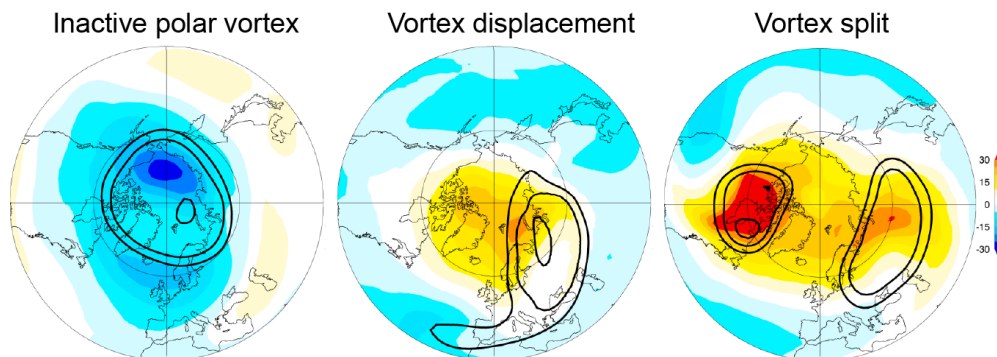 Inactive polar vortex
Vortex displacement
Vortex split
30
15
0
-15
-30